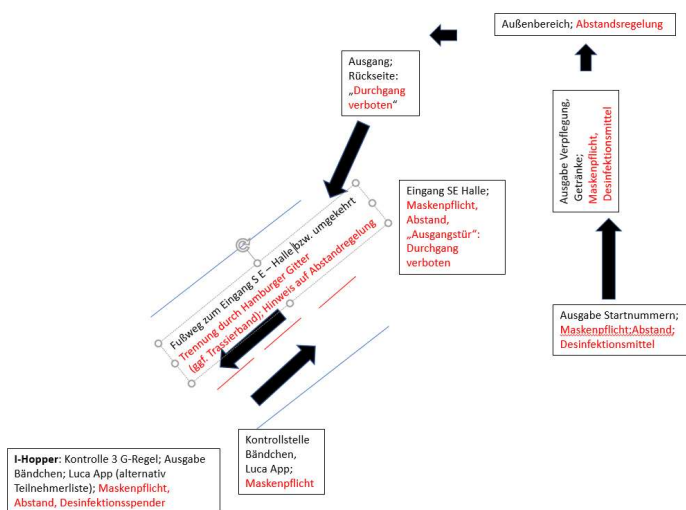 Außenbereich; Abstandsregelung
Ausgang;
Rückseite:
„Durchgang
verboten“
Ausgabe Verpflegung,
Getränke;
Maskenpflicht,
Desinfektionsmittel
Eingang SE Halle;
Maskenpflicht,
Abstand,
„Ausgangstür“:
Durchgang
verboten
Fußweg zum Eingang S E – Halle bzw. umgekehrt
Trennung durch Hamburger Gitter
(ggf. Trassierband); Hinweis auf Abstandregelung
Ausgabe Startnummern;
Maskenpflicht;Abstand;
Desinfektionsmittel
Kontrollstelle
Bändchen,
Luca App;
Maskenpflicht
I-Hopper: Kontrolle 3 G-Regel; Ausgabe
Bändchen; Luca App (alternativ
Teilnehmerliste); Maskenpflicht,
Abstand, Desinfektionsspender